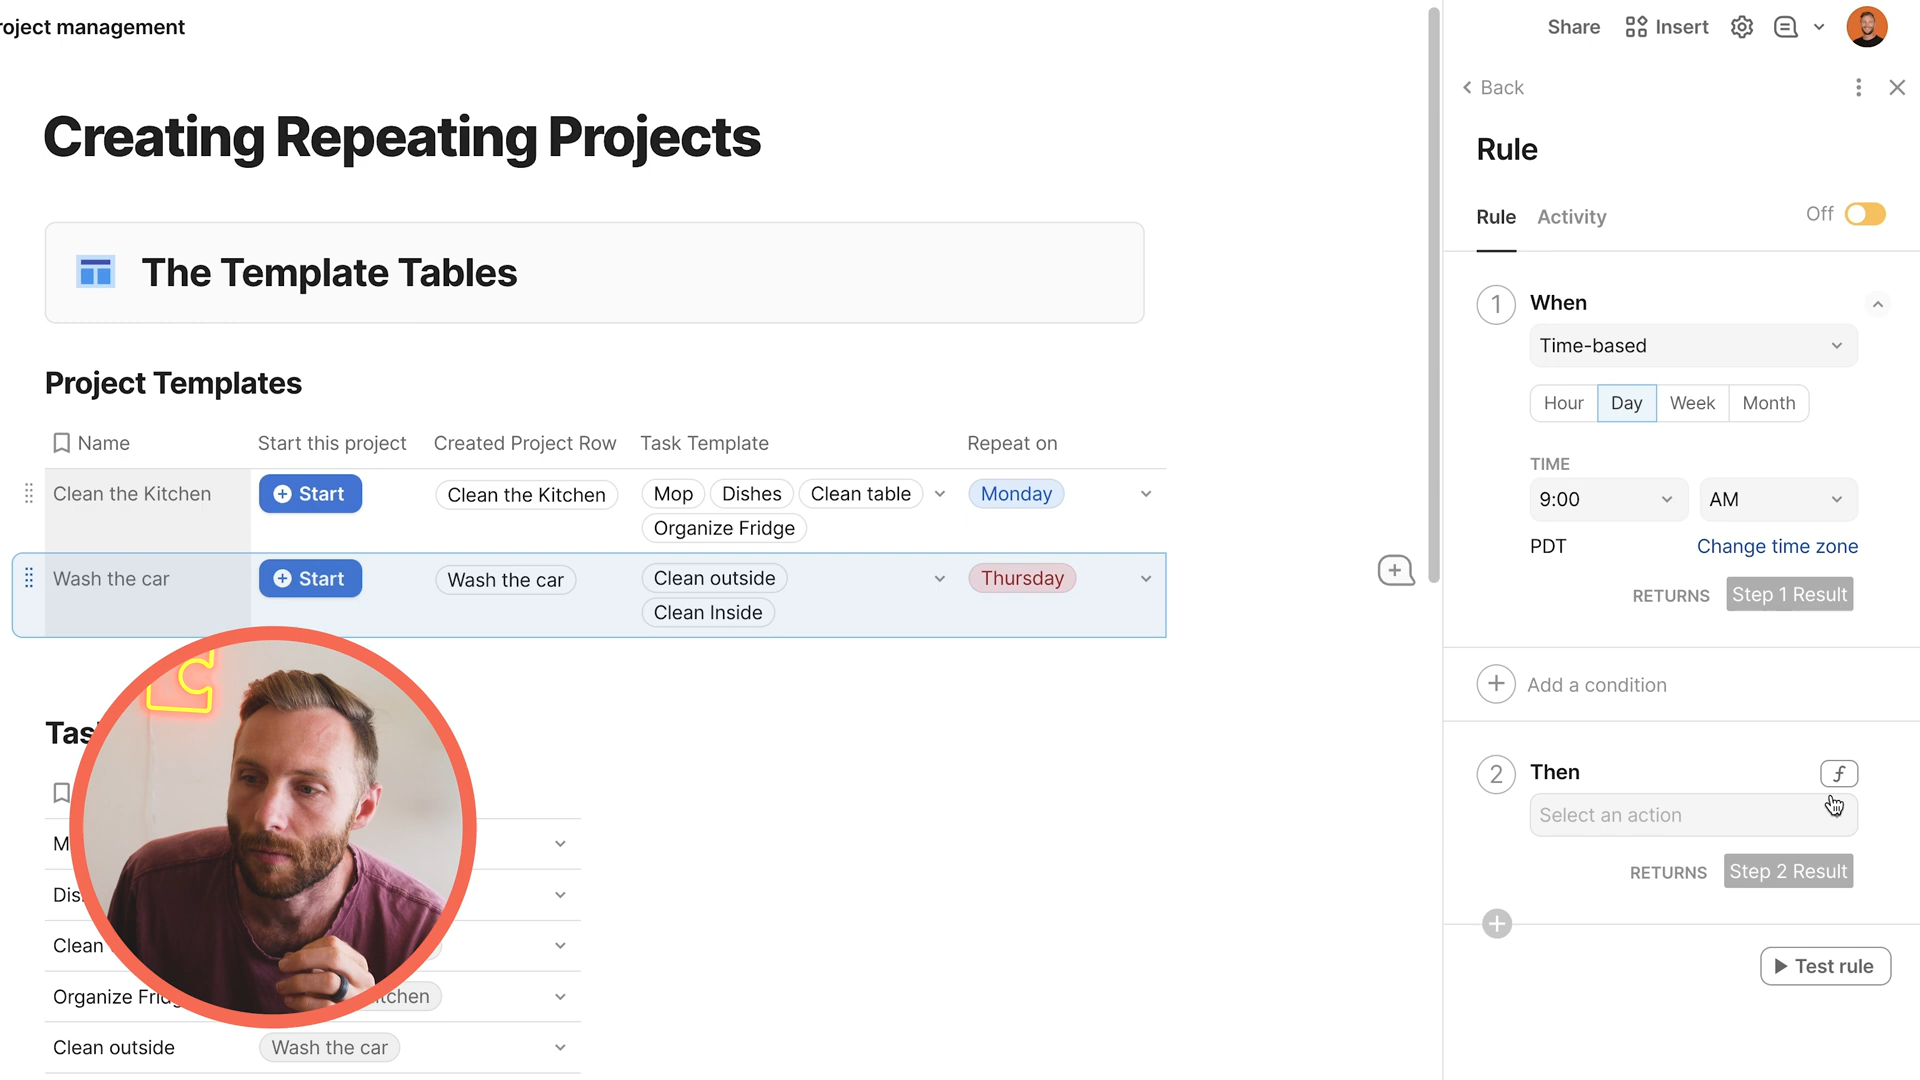 roject management
Share
Insert
Creating Repeating Projects
The Template Tables
Project Templates
Name Start this project Created Project Row Task Template Repeat on
Clean the Kitchen Start Clean the Kitchen Mop Dishes Clean table Monday
Organize Fridge
Wash the car Start Wash the car Clean outside Thursday
Clean Inside
Tas
M
Dis
Clean
Organize Fridg tchen
Clean outside Wash the car
Back
Rule
Rule Activity Off
1 When
Time-based
Hour Day Week Month
TIME
9:00 AM
PDT Change time zone
RETURNS Step 1 Result
Add a condition
2 Then
Select an action
RETURNS Step 2 Result
Test rule